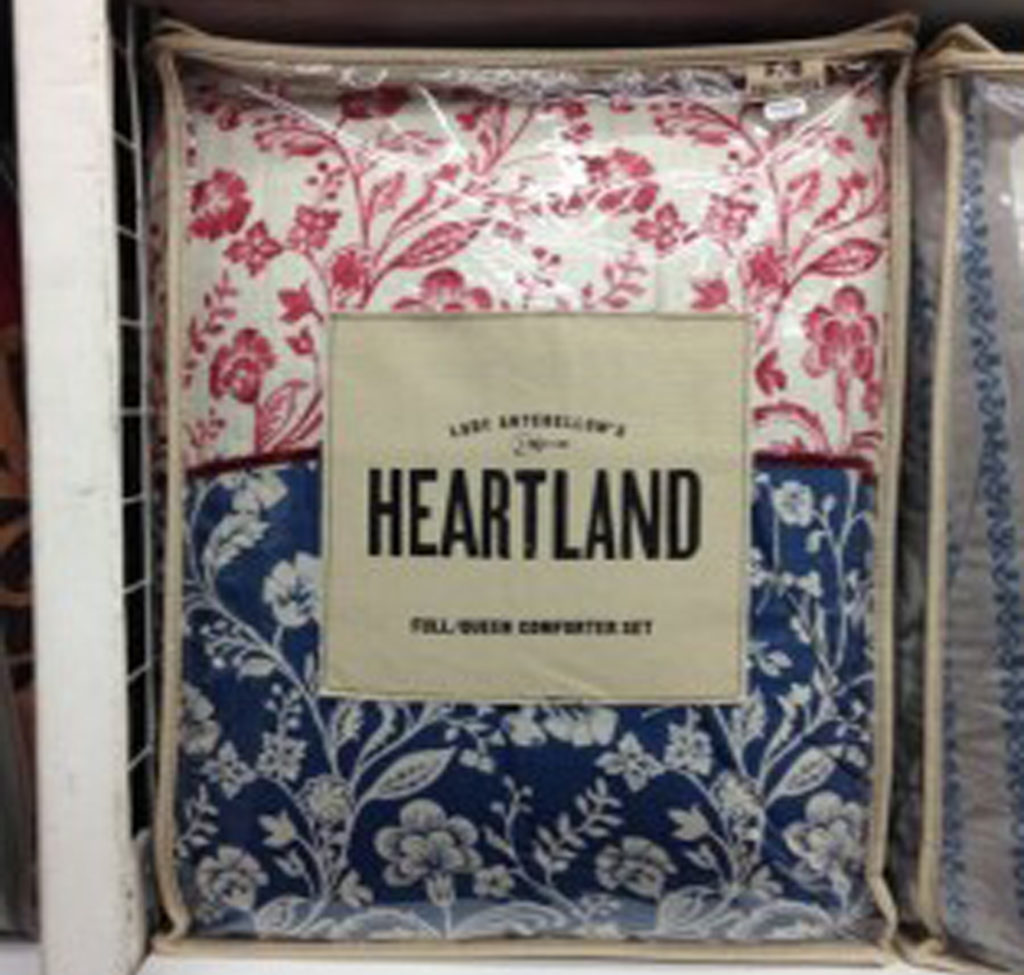 LADY ANTEBELLUM'S
HEARTLAND
FULL/QUEEN COMFORTER SET